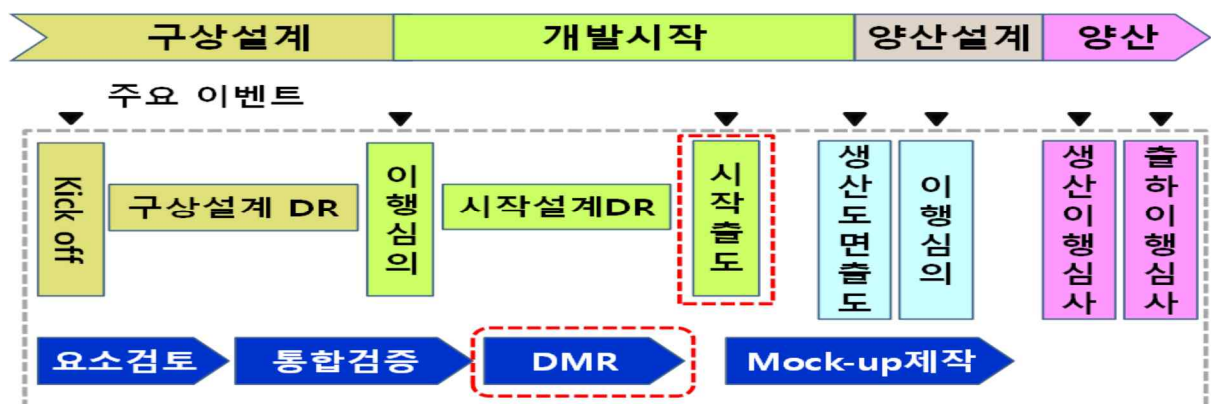 구상설계 개발시작 양산설계 양산
주요 이벤트
Kick off
구상설계 DR
이행심의
시작설계DR
시작출도
생산도면출도
이행심의
생산이행심사
출하이행심사
요소검토 통합검증 DMR Mock-up제작